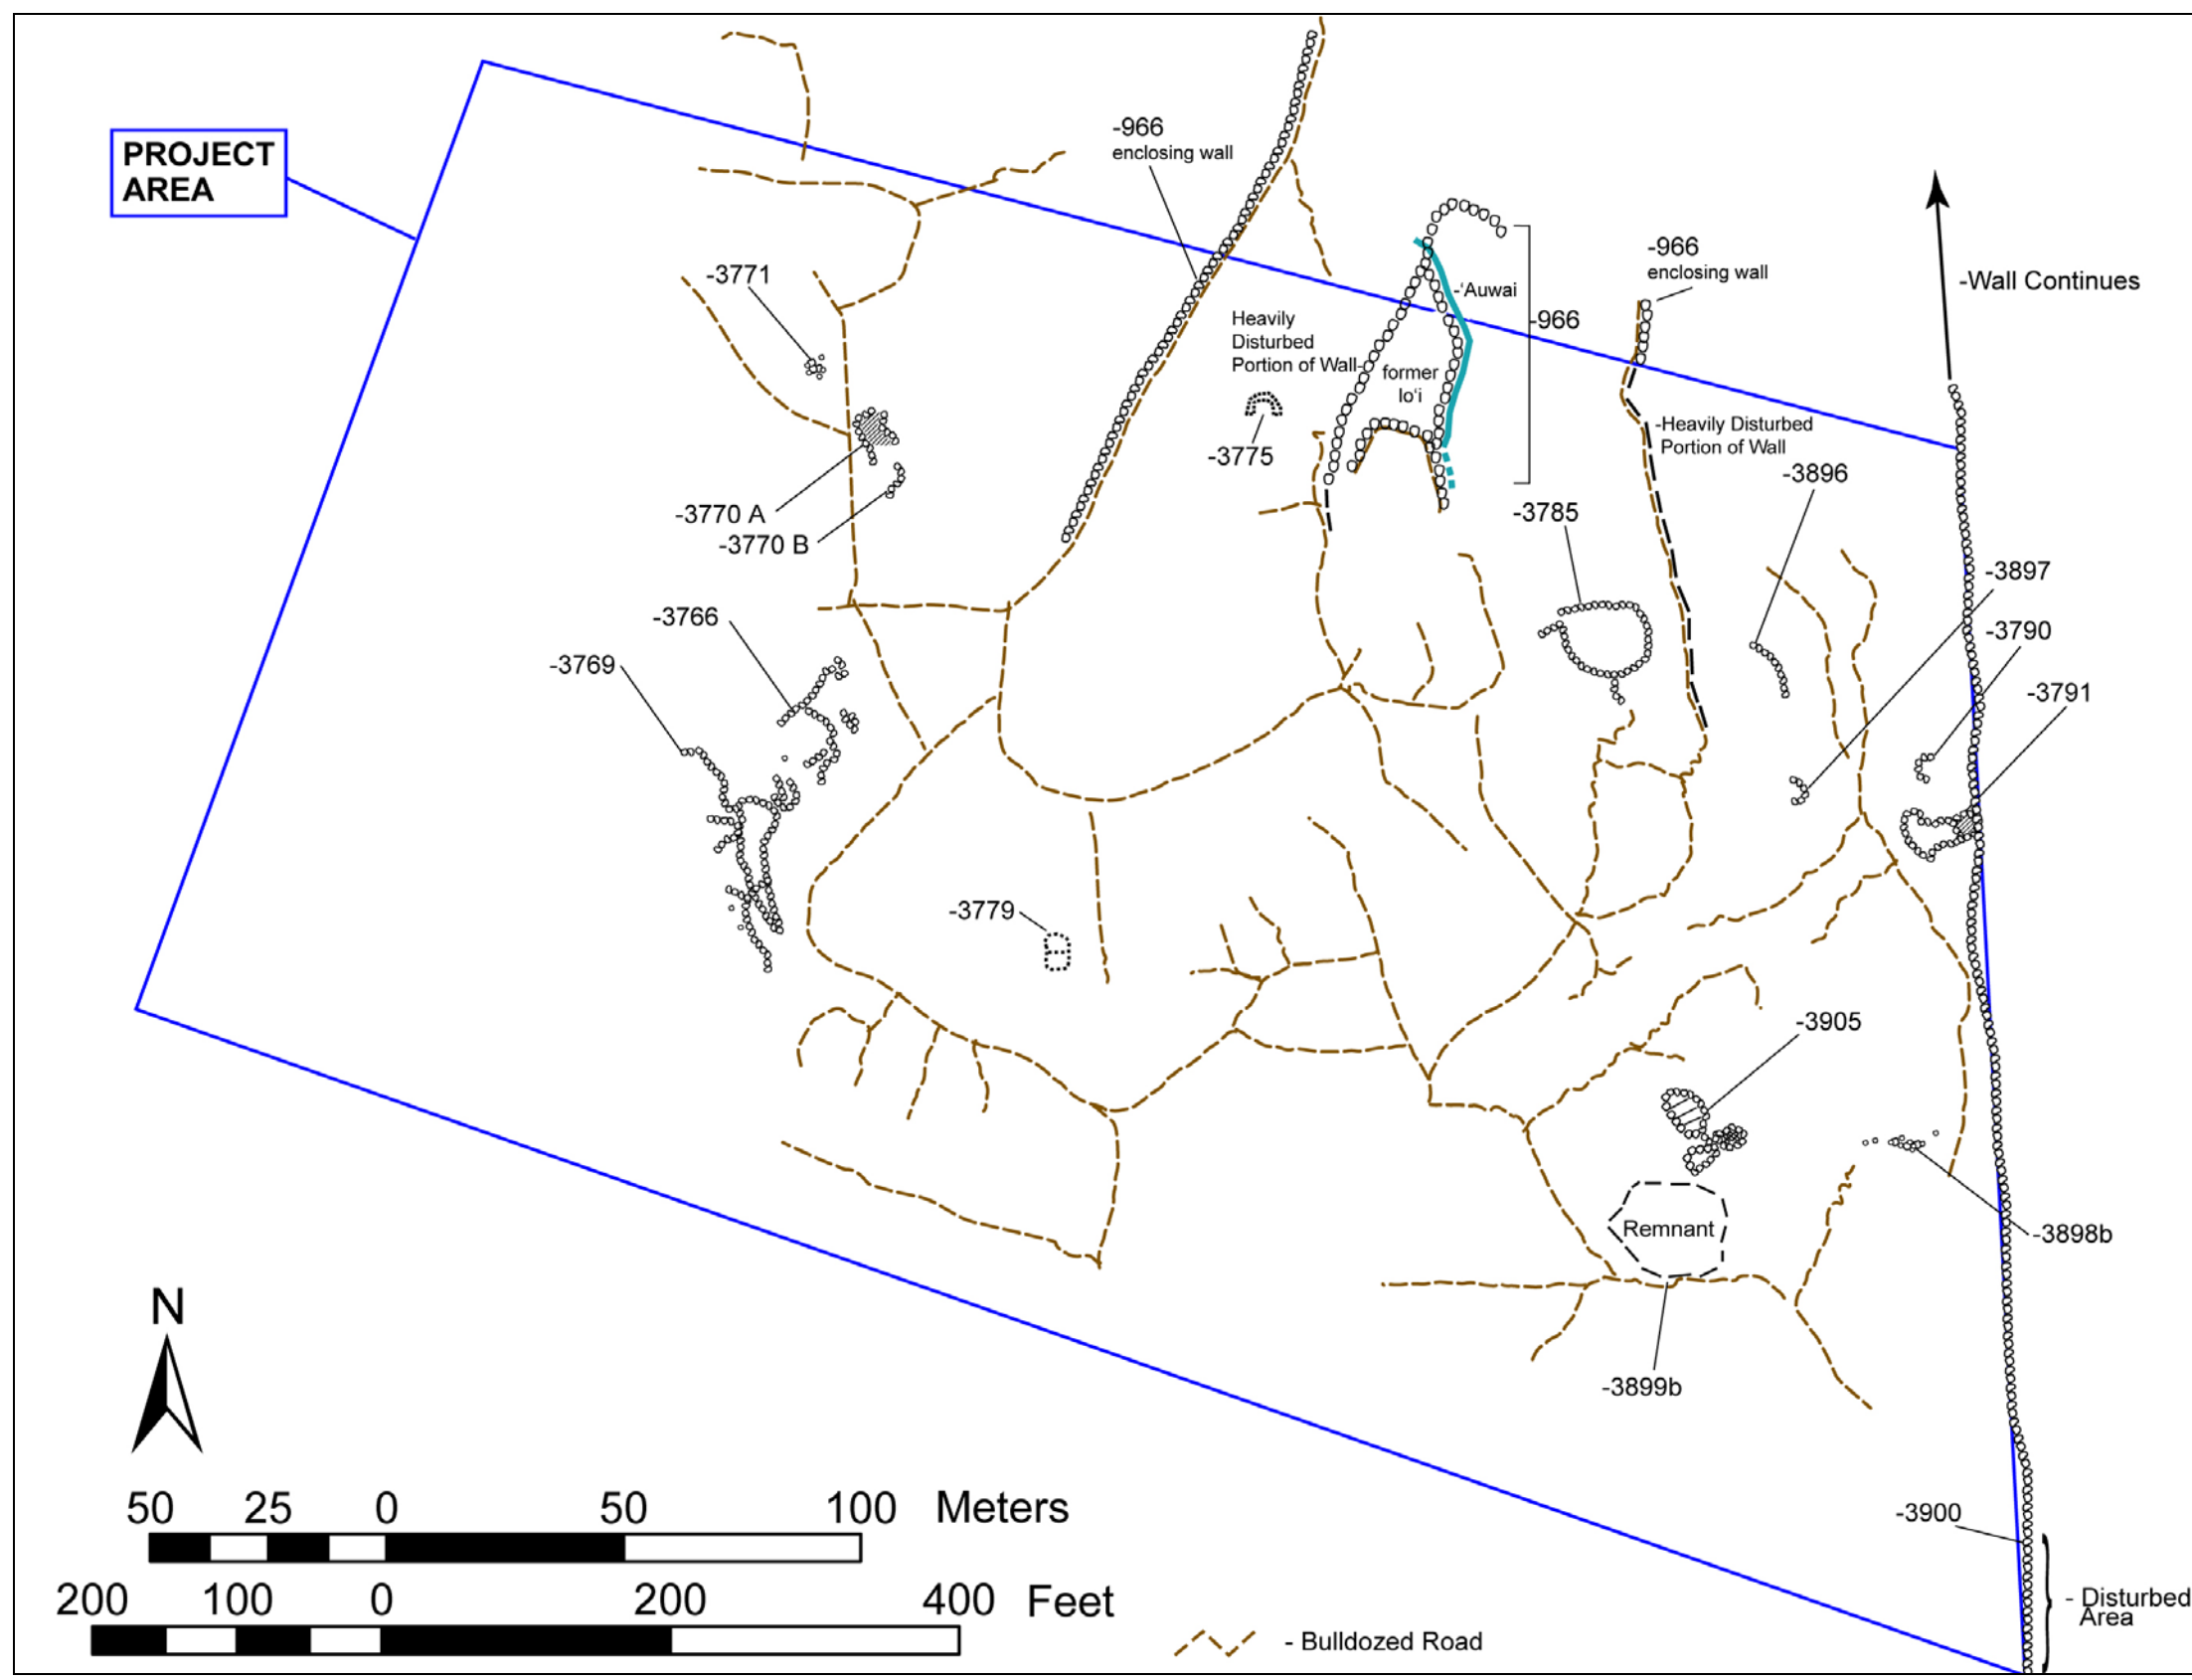 PROJECT
AREA
-966
enclosing wall
-3771
-966
enclosing wall
-Wall Continues
-‘Auwai
-966
Heavily
Disturbed
Portion of Wall-
former
lo‘i
-3775
-Heavily Disturbed
Portion of Wall
-3896
-3770 A
-3770 B
-3785
-3897
-3766
-3790
-3769
-3791
-3779
-3905
Remnant
-3898b
-3899b
N
50 25 0 50 100 Meters
200 100 0 200 400 Feet
-3900
- Disturbed
Area
- Bulldozed Road